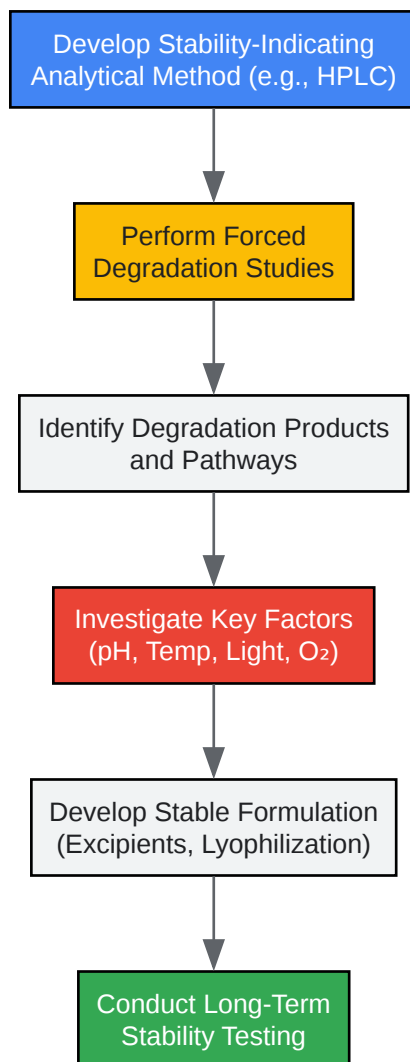 Develop Stability-Indicating
Analytical Method (e.g., HPLC)
Perform Forced
Degradation Studies
Identify Degradation Products
and Pathways
Investigate Key Factors
(pH, Temp, Light, O₂)
Develop Stable Formulation
(Excipients, Lyophilization)
Conduct Long-Term
Stability Testing